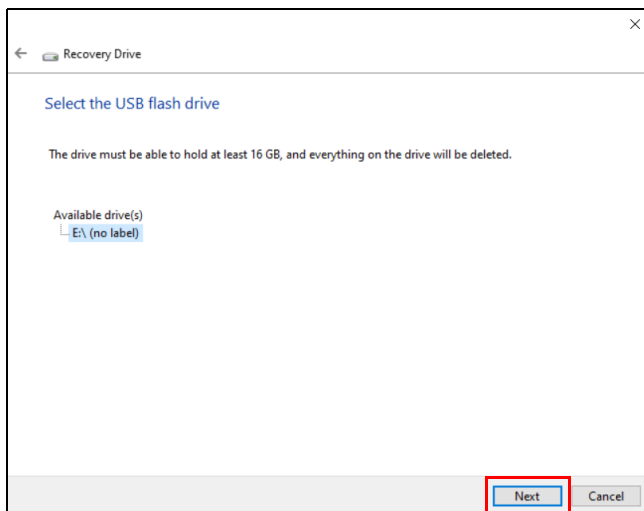 Recovery Drive
Select the USB flash drive
The drive must be able to hold at least 16 GB, and everything on the drive will be deleted.
Available drive(s)
E:\ (no label)
Next Cancel